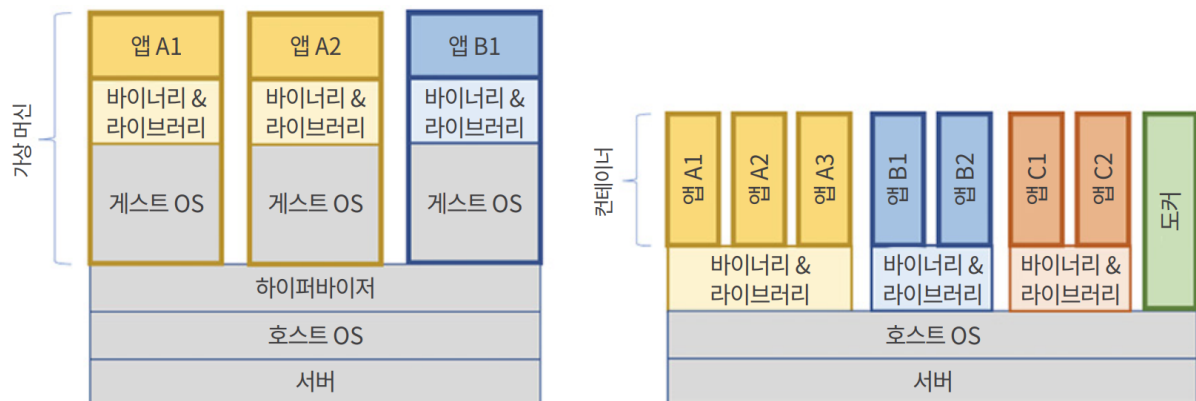 가상 머신
앱 A1
앱 A2
앱 B1
바이너리 &
라이브러리
바이너리 &
라이브러리
바이너리 &
라이브러리
게스트 OS
게스트 OS
게스트 OS
하이퍼바이저
호스트 OS
서버
컨테이너
앱 A1
앱 A2
앱 A3
앱 B1
앱 B2
앱 C1
앱 C2
도커
바이너리 &
라이브러리
바이너리 &
라이브러리
바이너리 &
라이브러리
호스트 OS
서버